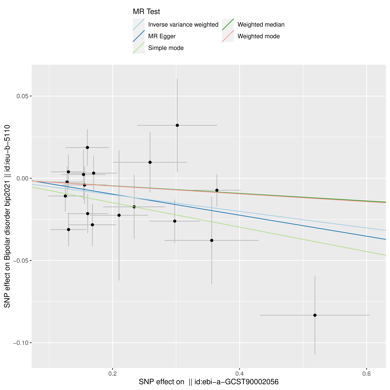 MR Test
Inverse variance weighted
Weighted median
MR Egger
Weighted mode
Simple mode
0.05
0.00
−0.05
−0.10
SNP effect on Bipolar disorder bip2021 || id:ieu−b−5110
0.2
0.4
0.6
SNP effect on  || id:ebi−a−GCST90002056